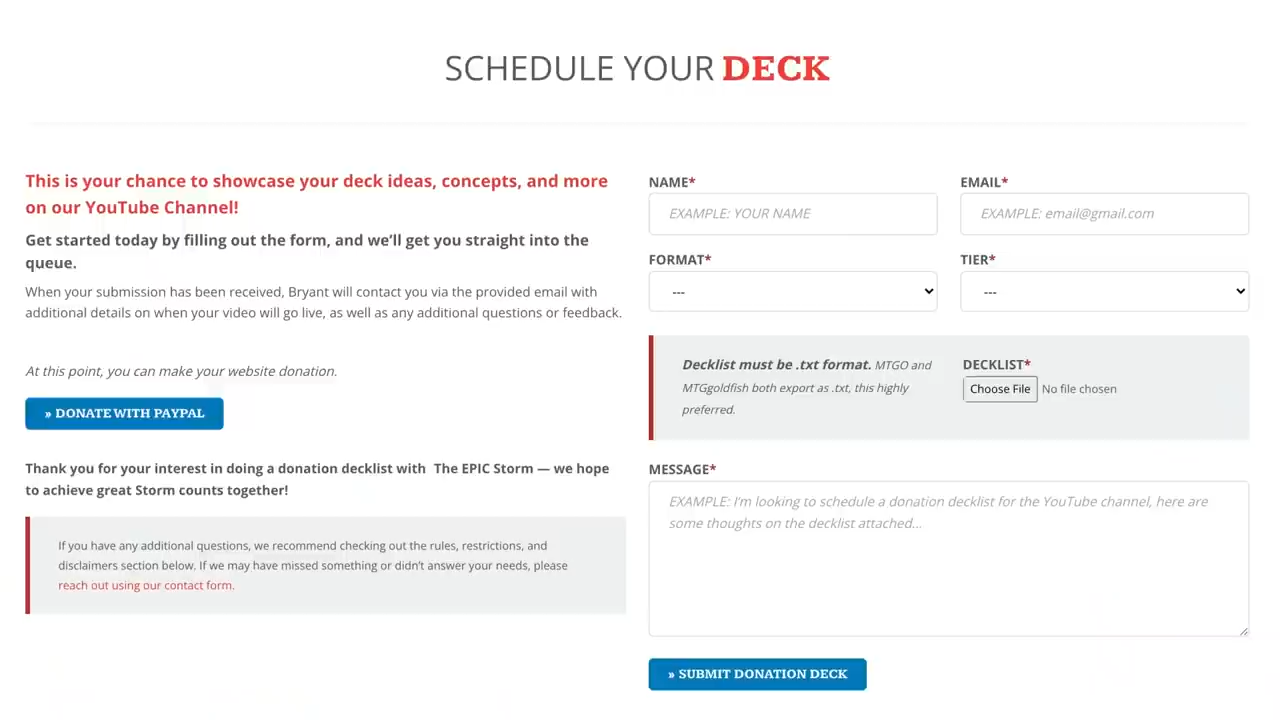 SCHEDULE YOUR DECK
This is your chance to showcase your deck ideas, concepts, and more
on our YouTube Channel!
Get started today by filling out the form, and we'll get you straight into the
queue.
When your submission has been received, Bryant will contact you via the provided email with
additional details on when your video will go live, as well as any additional questions or feedback.
At this point, you can make your website donation.
» DONATE WITH PAYPAL
Thank you for your interest in doing a donation decklist with The EPIC Storm — we hope
to achieve great Storm counts together!
If you have any additional questions, we recommend checking out the rules, restrictions, and
disclaimers section below. If we may have missed something or didn't answer your needs, please
reach out using our contact form.
NAME*
EXAMPLE: YOUR NAME
EMAIL*
EXAMPLE: email@gmail.com
FORMAT*
---
TIER*
---
Decklist must be .txt format. MTGO and
MTGgoldfish both export as .txt, this highly
preferred.
DECKLIST*
Choose File No file chosen
MESSAGE*
EXAMPLE: I'm looking to schedule a donation decklist for the YouTube channel, here are
some thoughts on the decklist attached...
» SUBMIT DONATION DECK